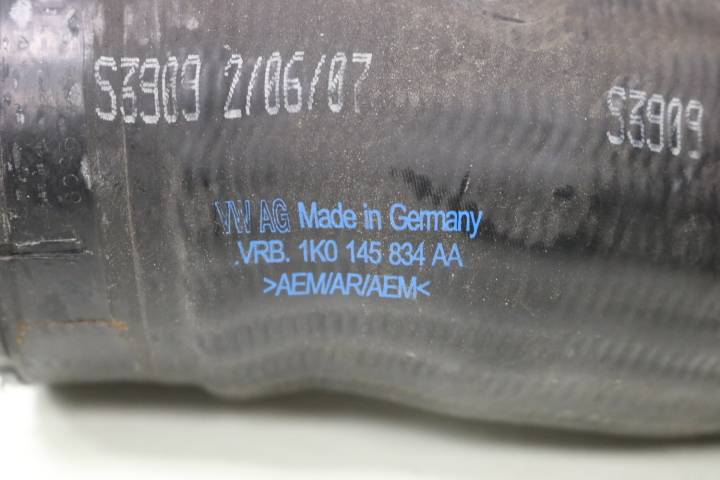 S3909 2/06/07
S3909
VW AG Made in Germany
.VRB. 1K0 145 834 AA
>AEM/AR/AEM<